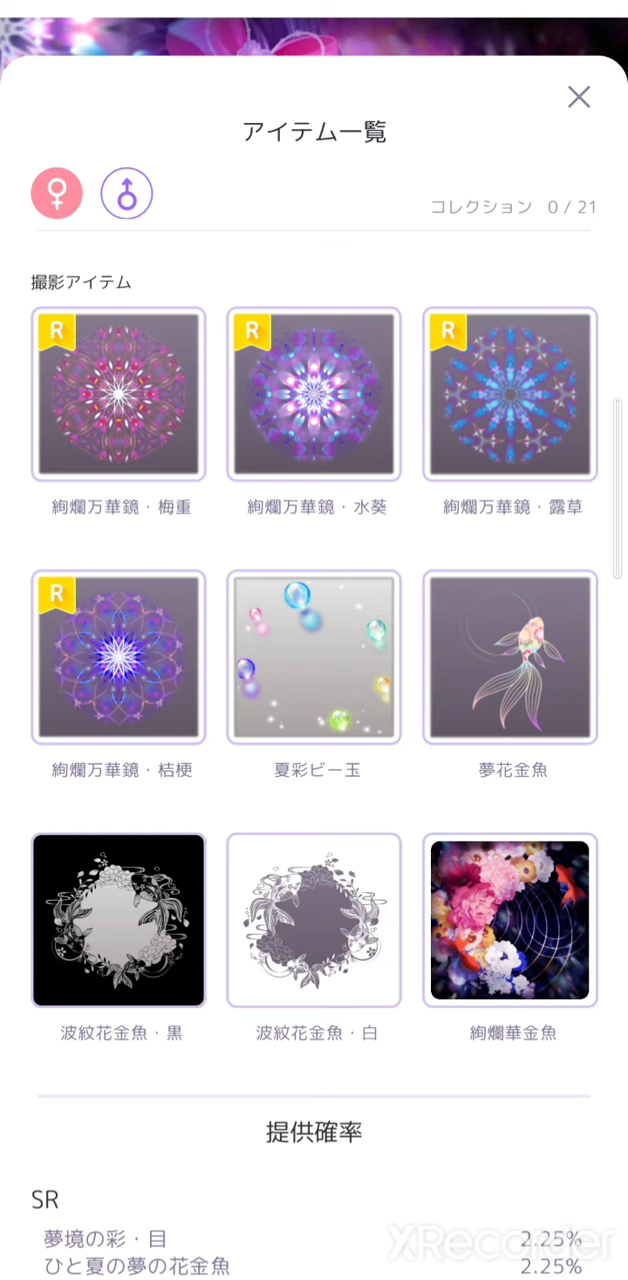 アイテム一覧
コレクション 0 / 21
撮影アイテム
R R R
絢爛万華鏡・梅重 絢爛万華鏡・水葵 絢爛万華鏡・露草
R
絢爛万華鏡・桔梗 夏彩ビー玉 夢花金魚
波紋花金魚・黒 波紋花金魚・白 絢爛華金魚
提供確率
SR
夢境の彩・目 2.25%
ひと夏の夢の花金魚 2.25%
XRecorder